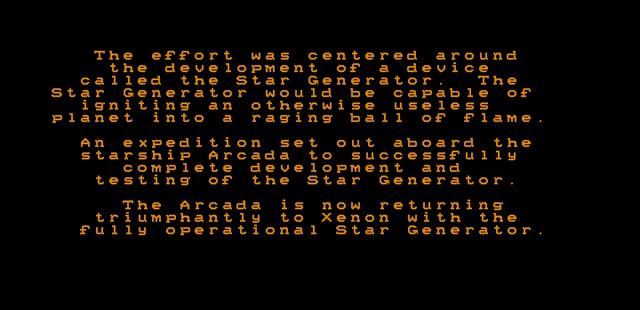 The effort was centered around
the development of a device
called the Star Generator. The
Star Generator would be capable of
igniting an otherwise useless
planet into a raging ball of flame.
An expedition set out aboard the
starship Arcada to successfully
complete development and
testing of the Star Generator.
The Arcada is now returning
triumphantly to Xenon with the
fully operational Star Generator.